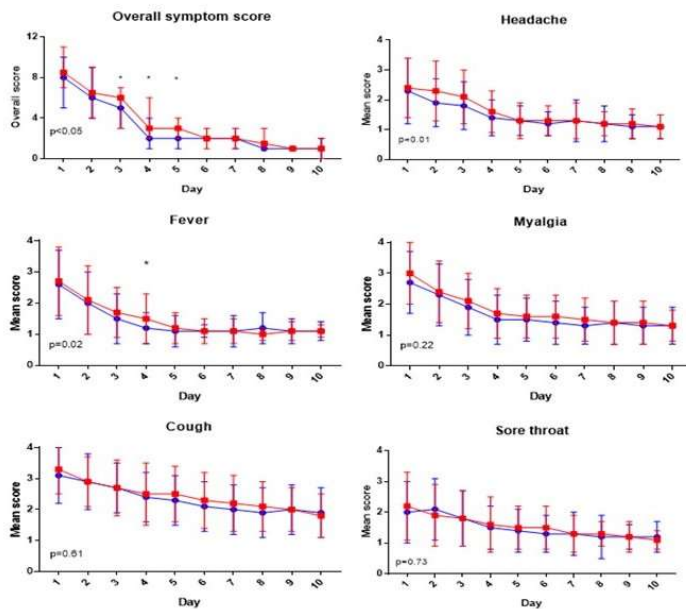 Overall symptom score
Overall score
12
8
4
0
* * *
p<0.05
1 2 3 4 5 6 7 8 9 10
Day
Headache
Mean score
4
3
2
1
0
p=0.01
1 2 3 4 5 6 7 8 9 10
Day
Fever
Mean score
4
3
2
1
0
*
p=0.02
1 2 3 4 5 6 7 8 9 10
Day
Myalgia
Mean score
4
3
2
1
0
p=0.22
1 2 3 4 5 6 7 8 9 10
Day
Cough
Mean score
4
3
2
1
0
p=0.61
1 2 3 4 5 6 7 8 9 10
Day
Sore throat
Mean score
4
3
2
1
0
p=0.73
1 2 3 4 5 6 7 8 9 10
Day